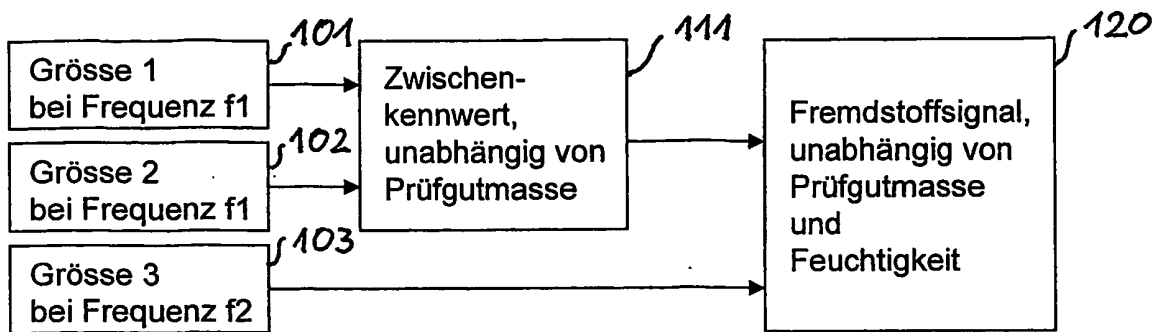 101
Grösse 1
bei Frequenz f1
102
Grösse 2
bei Frequenz f1
103
Grösse 3
bei Frequenz f2
111
Zwischen-
kennwert,
unabhängig von
Prüfgutmasse
120
Fremdstoffsignal,
unabhängig von
Prüfgutmasse
und
Feuchtigkeit